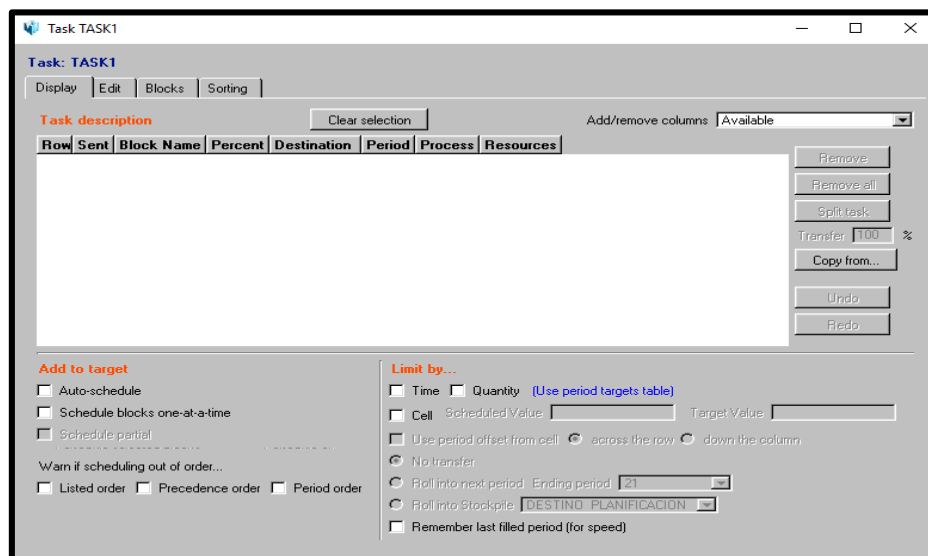 Task TASK1
Task: TASK1
Display Edit Blocks Sorting
Task description Clear selection Add/remove columns Available
Row Sent Block Name Percent Destination Period Process Resources
Remove
Remove all
Split task
Transfer 100 %
Copy from...
Undo
Redo
Add to target
Auto-schedule
Schedule blocks one-at-a-time
Schedule partial
Warn if scheduling out of order...
Listed order Precedence order Period order
Limit by...
Time Quantity (Use period targets table)
Cell Scheduled Value Target Value
Use period offset from cell across the row down the column
No transfer
Roll into next period Ending period 21
Roll into Stockpile DESTINO PLANIFICACION
Remember last filled period (for speed)